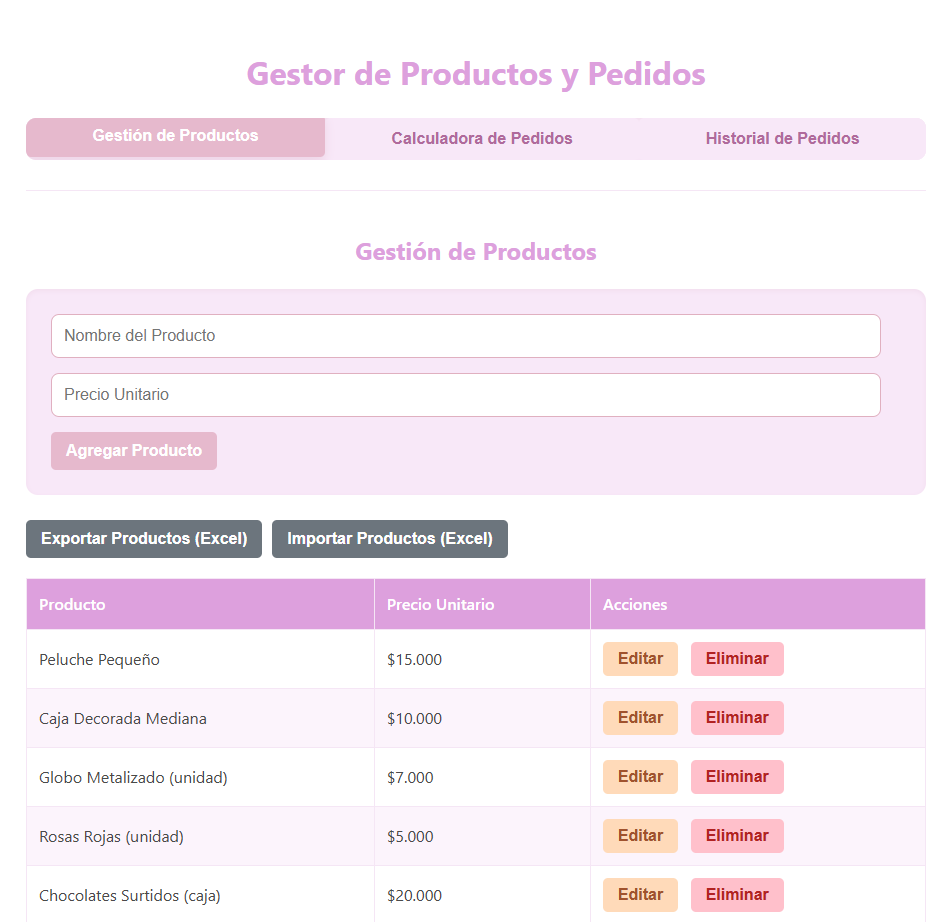 Gestor de Productos y Pedidos
Gestión de Productos Calculadora de Pedidos Historial de Pedidos
Gestión de Productos
Nombre del Producto
Precio Unitario
Agregar Producto
Exportar Productos (Excel) Importar Productos (Excel)
Producto Precio Unitario Acciones
Peluche Pequeño $15.000 Editar Eliminar
Caja Decorada Mediana $10.000 Editar Eliminar
Globo Metalizado (unidad) $7.000 Editar Eliminar
Rosas Rojas (unidad) $5.000 Editar Eliminar
Chocolates Surtidos (caja) $20.000 Editar Eliminar